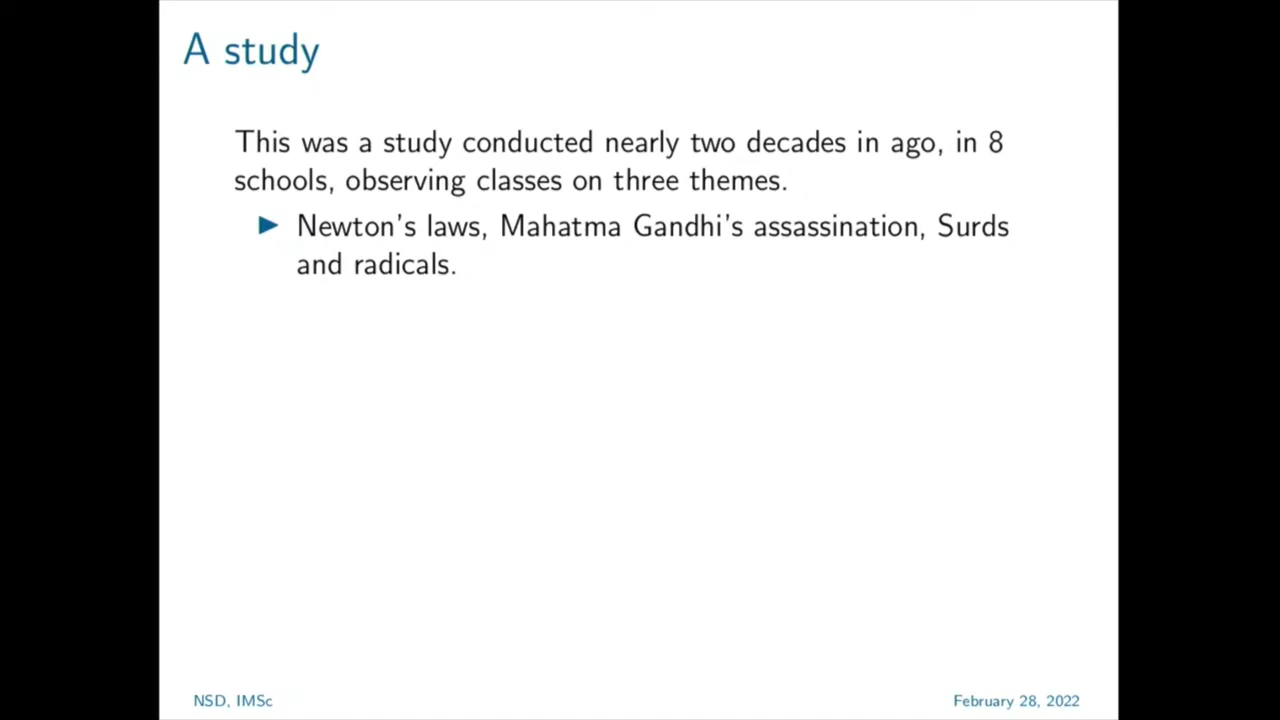 A study
This was a study conducted nearly two decades in ago, in 8
schools, observing classes on three themes.
Newton's laws, Mahatma Gandhi's assassination, Surds
and radicals.
NSD, IMSc
February 28, 2022